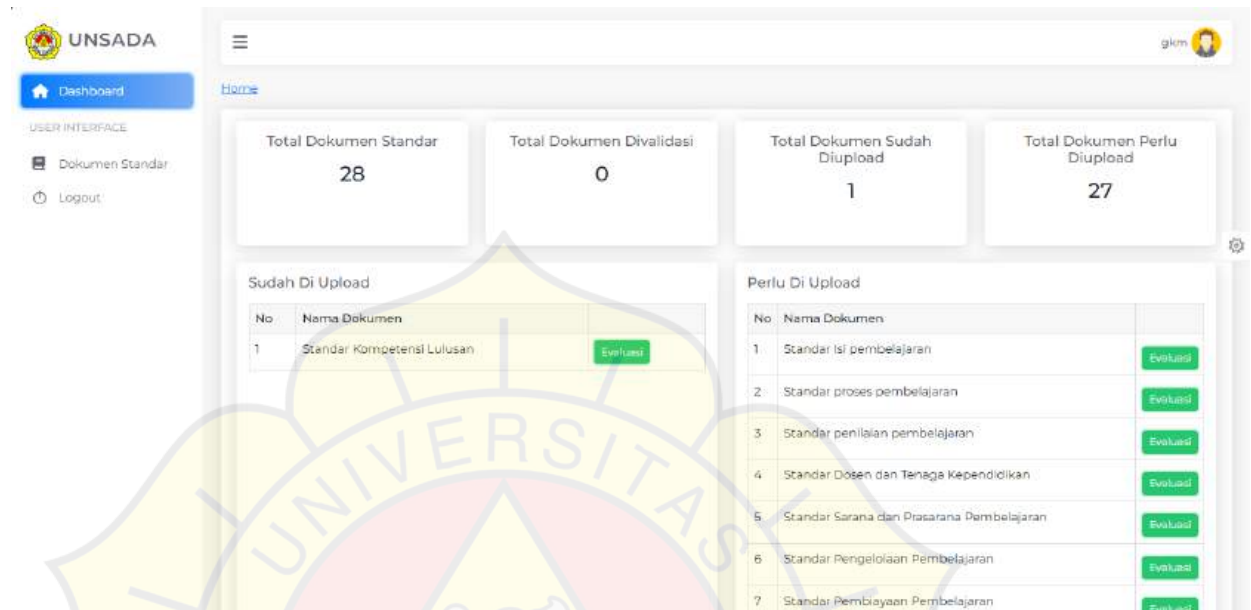 UNSADA
gkm
Dashboard
Home
USER INTERFACE
Dokumen Standar
Logout
Total Dokumen Standar
28
Total Dokumen Divalidasi
0
Total Dokumen Sudah
Diupload
1
Total Dokumen Perlu
Diupload
27
Sudah Di Upload
No Nama Dokumen
1 Standar Kompetensi Lulusan Evaluasi
Perlu Di Upload
No Nama Dokumen
1 Standar Isi pembelajaran Evaluasi
2 Standar proses pembelajaran Evaluasi
3 Standar penilaian pembelajaran Evaluasi
4 Standar Dosen dan Tenaga Kependidikan Evaluasi
5 Standar Sarana dan Prasarana Pembelajaran Evaluasi
6 Standar Pengelolaan Pembelajaran Evaluasi
7 Standar Pembiayaan Pembelajaran Evaluasi
UNIVERSITAS